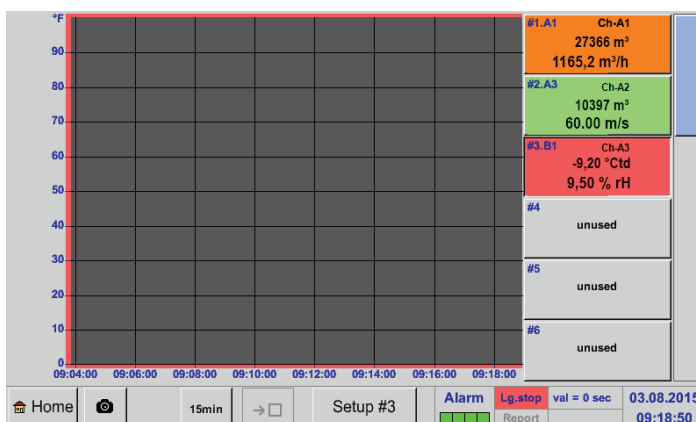 °F
90
80
70
60
50
40
30
20
10
0
09:04:00 09:06:00 09:08:00 09:10:00 09:12:00 09:14:00 09:16:00 09:18:00
#1.A1 Ch-A1
27366 m³
1165,2 m³/h
#2.A3 Ch-A2
10397 m³
60.00 m/s
#3.B1 Ch-A3
-9,20 °Ctd
9,50 % rH
#4
unused
#5
unused
#6
unused
Home 15min →□ Setup #3 Alarm Lg.stop val = 0 sec 03.08.2015
Report 09:18:50